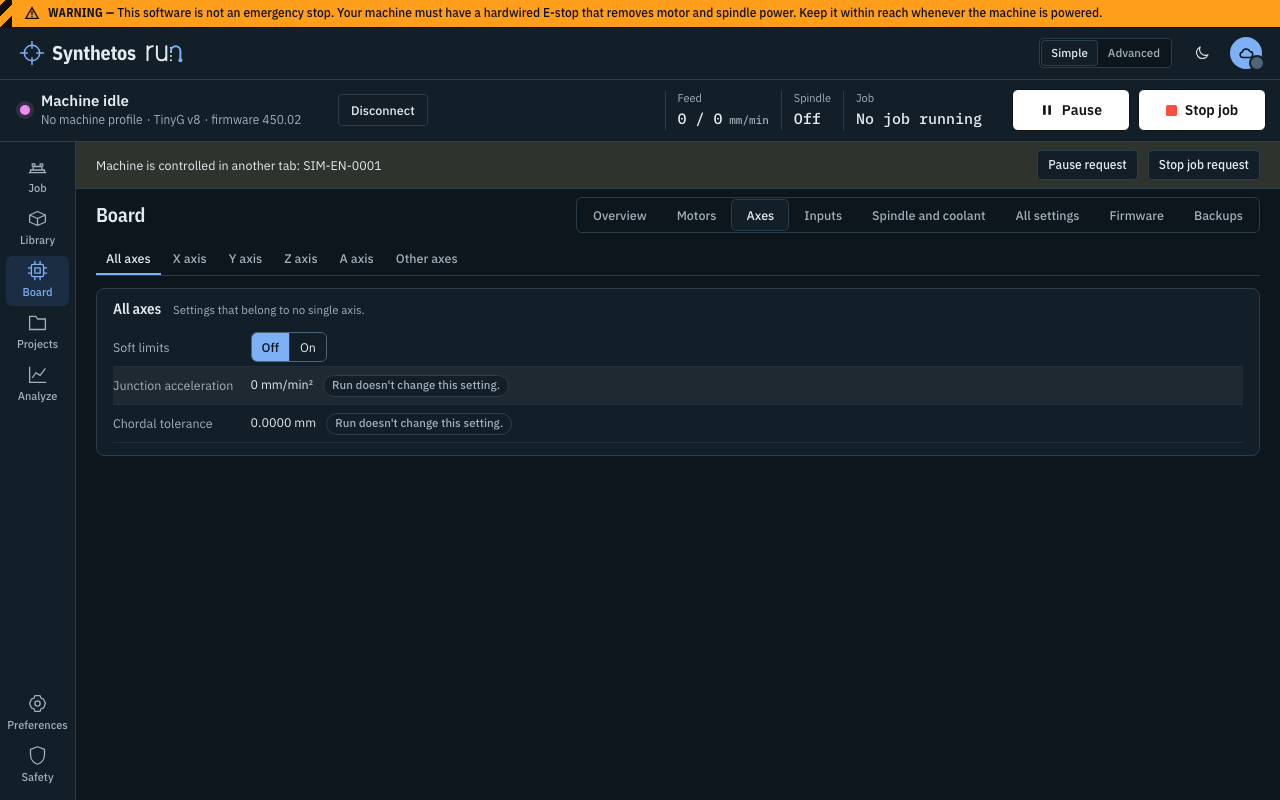 WARNING — This software is not an emergency stop. Your machine must have a hardwired E-stop that removes motor and spindle power. Keep it within reach whenever the machine is powered.
Synthetos run
Simple Advanced
Machine idle
No machine profile · TinyG v8 · firmware 450.02
Disconnect
Feed
0 / 0 mm/min
Spindle
Off
Job
No job running
Pause
Stop job
Job
Library
Board
Projects
Analyze
Preferences
Safety
Machine is controlled in another tab: SIM-EN-0001
Pause request
Stop job request
Board
Overview Motors Axes Inputs Spindle and coolant All settings Firmware Backups
All axes X axis Y axis Z axis A axis Other axes
All axes Settings that belong to no single axis.
Soft limits Off On
Junction acceleration 0 mm/min² Run doesn't change this setting.
Chordal tolerance 0.0000 mm Run doesn't change this setting.